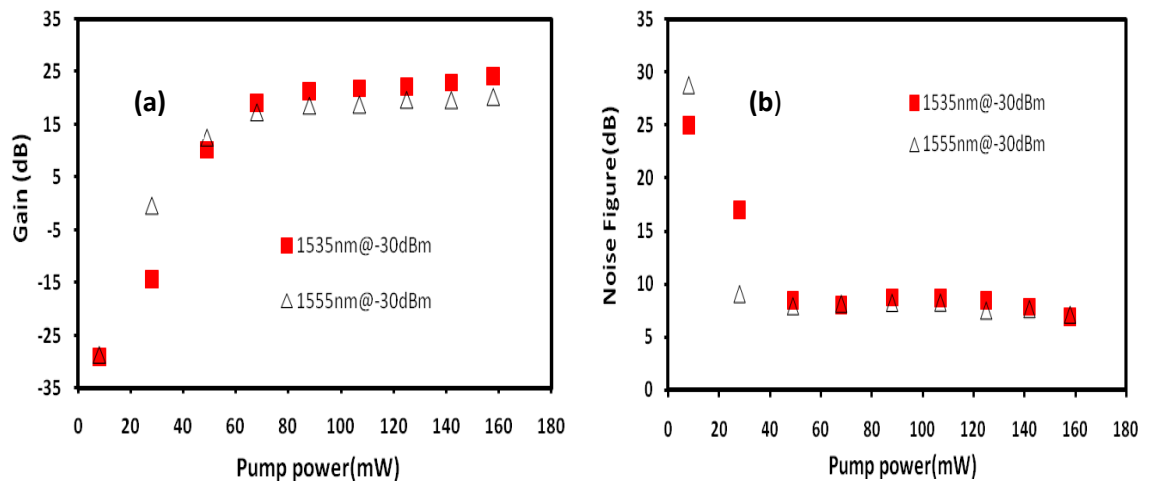 35
25
15
5
-5
-15
-25
-35
Gain (dB)
(a)
1535nm@-30dBm
1555nm@-30dBm
0 20 40 60 80 100 120 140 160 180
Pump power(mW)
35
30
25
20
15
10
5
0
Noise Figure(dB)
(b)
1535nm@-30dBm
1555nm@-30dBm
0 20 40 60 80 100 120 140 160 180
Pump power(mW)